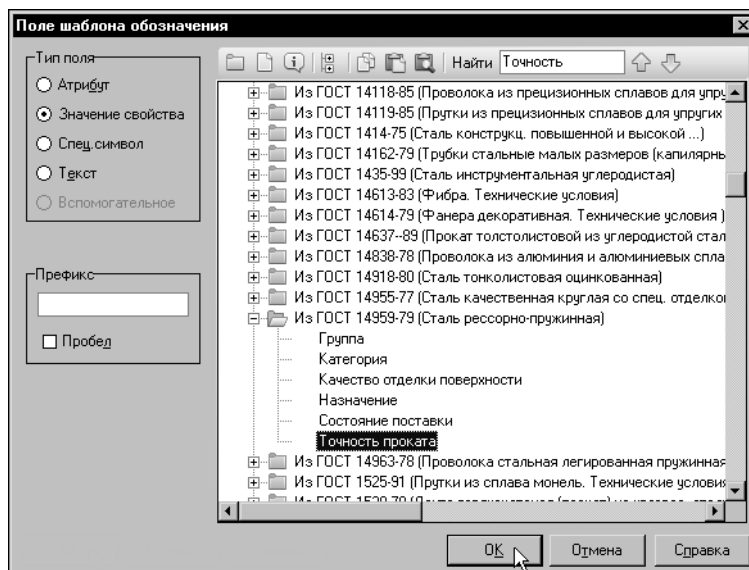 Поле шаблона обозначения
Тип поля
Атрибут
Значение свойства
Спец.символ
Текст
Вспомогательное
Префикс
Пробел
Найти Точность
Из ГОСТ 14118-85 (Проволока из прецизионных сплавов для упру
Из ГОСТ 14119-85 (Прутки из прецизионных сплавов для упругих
Из ГОСТ 1414-75 (Сталь конструкц. повышенной и высокой ...)
Из ГОСТ 14162-79 (Трубки стальные малых размеров (капилярнь
Из ГОСТ 1435-99 (Сталь инструментальная углеродистая)
Из ГОСТ 14613-83 (Фибра. Технические условия)
Из ГОСТ 14614-79 (Фанера декоративная. Технические условия )
Из ГОСТ 14637--89 (Прокат толстолистовой из углеродистой стал
Из ГОСТ 14838-78 (Проволока из алюминия и алюминиевых спла
Из ГОСТ 14918-80 (Сталь тонколистовая оцинкованная)
Из ГОСТ 14955-77 (Сталь качественная круглая со спец. отделкой
Из ГОСТ 14959-79 (Сталь рессорно-пружинная)
Группа
Категория
Качество отделки поверхности
Назначение
Состояние поставки
Точность проката
Из ГОСТ 14963-78 (Проволока стальная легированная пружинная
Из ГОСТ 1525-91 (Прутки из сплава монель. Технические условия
OK
Отмена
Справка